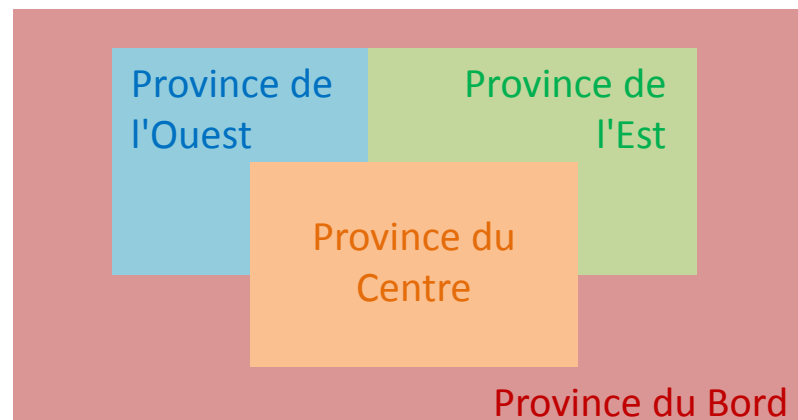 Province de
l'Ouest
Province de
l'Est
Province du
Centre
Province du Bord